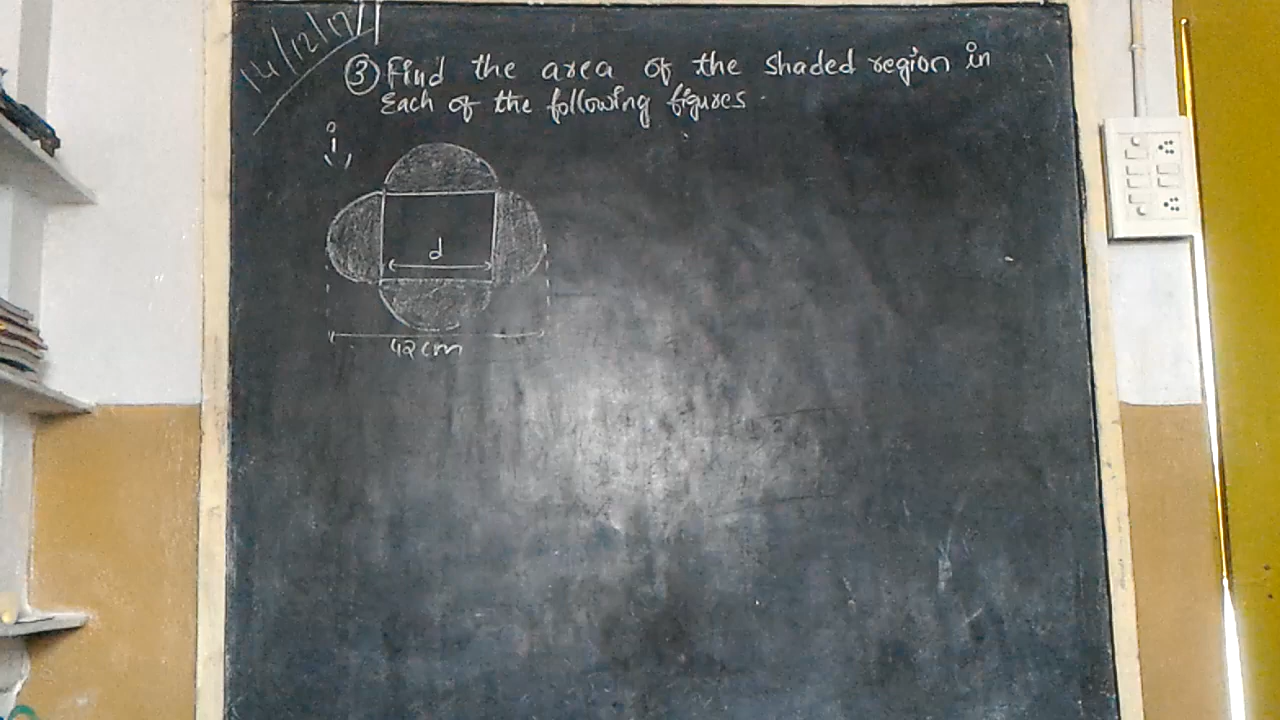 14/12/17
③ Find the area of the shaded region in
Each of the following figures.
i
d
42cm